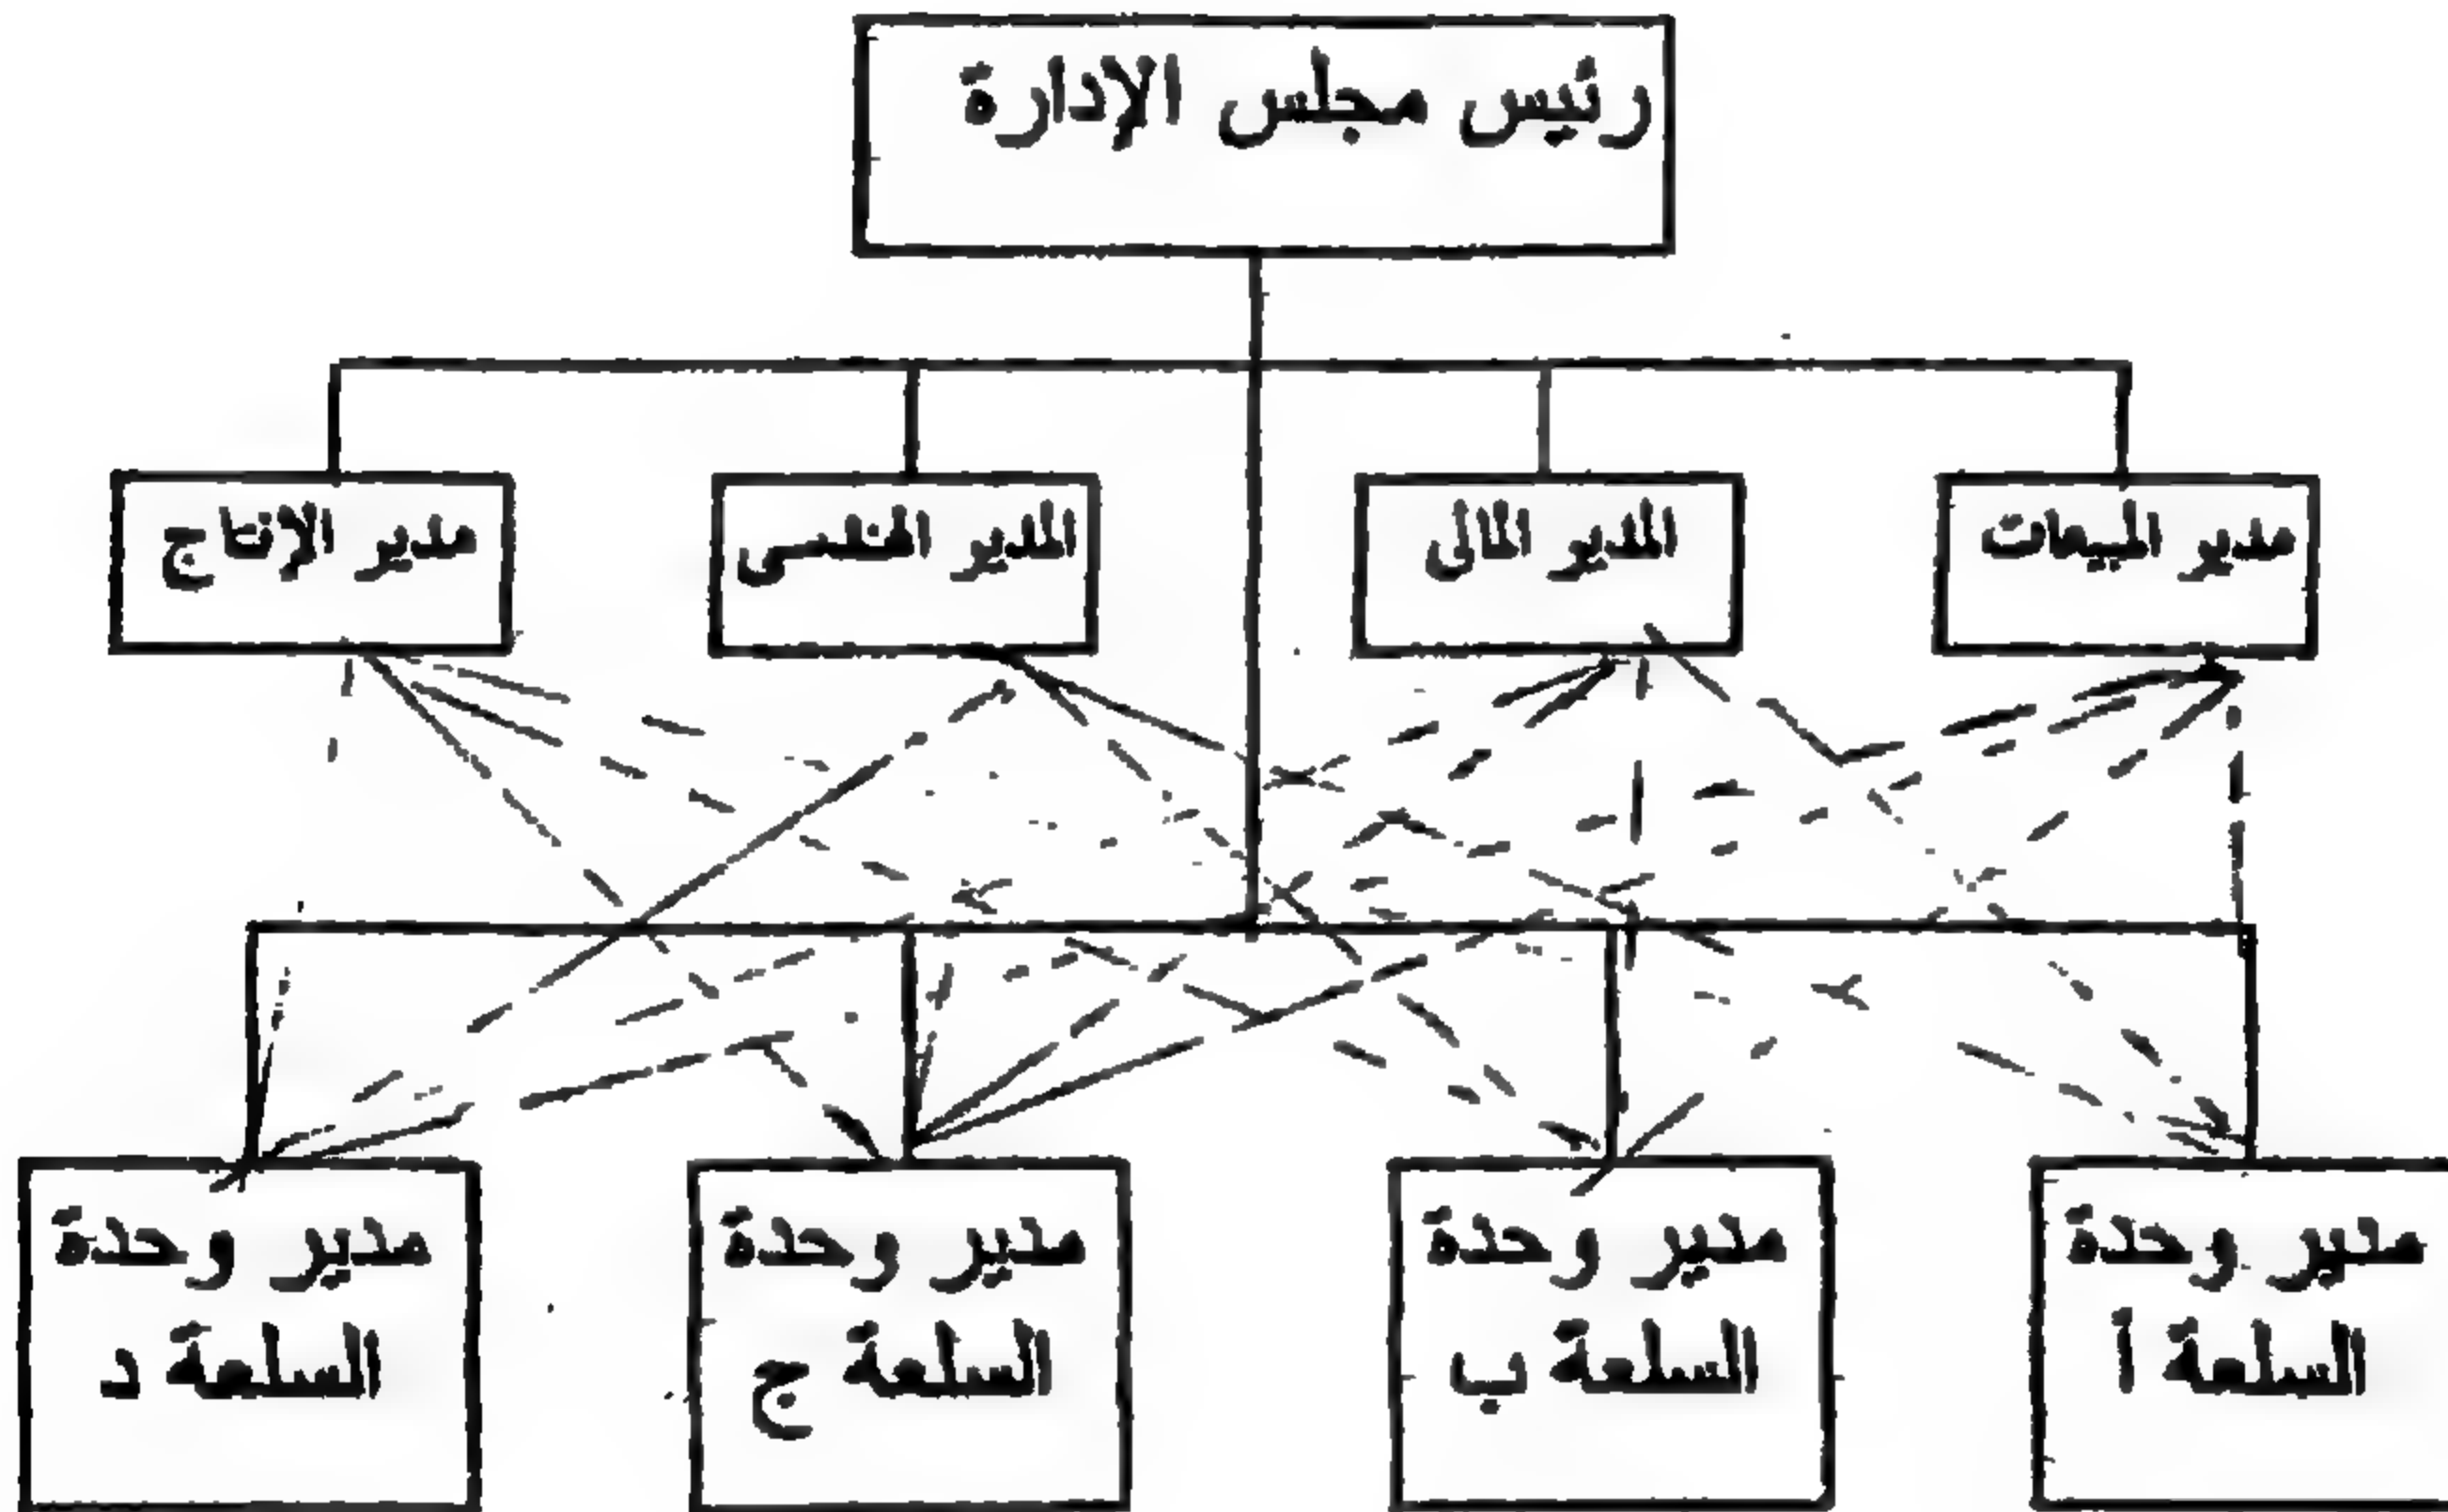 رئيس مجلس الإدارة
مدير المبيعات
المدير المالى
المدير الهندسى
مدير الإنتاج
مدير وحدة
السلعة أ
مدير وحدة
السلعة ب
مدير وحدة
السلعة ج
مدير وحدة
السلعة د